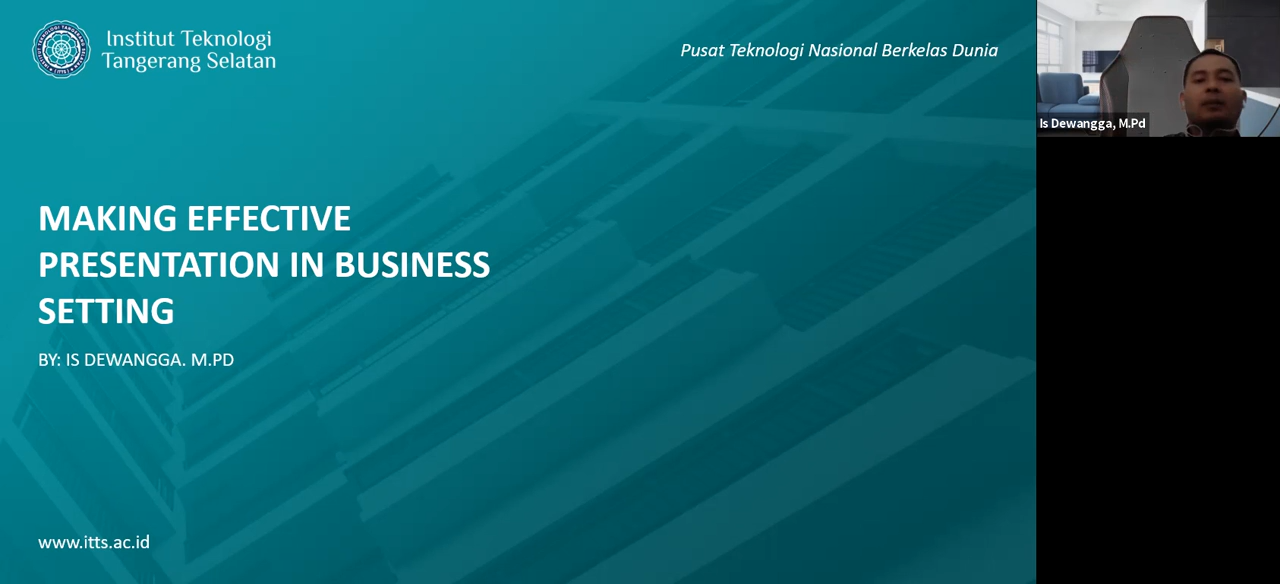 Institut Teknologi
Tangerang Selatan
Pusat Teknologi Nasional Berkelas Dunia
Is Dewangga, M.Pd
MAKING EFFECTIVE
PRESENTATION IN BUSINESS
SETTING
BY: IS DEWANGGA. M.PD
www.itts.ac.id